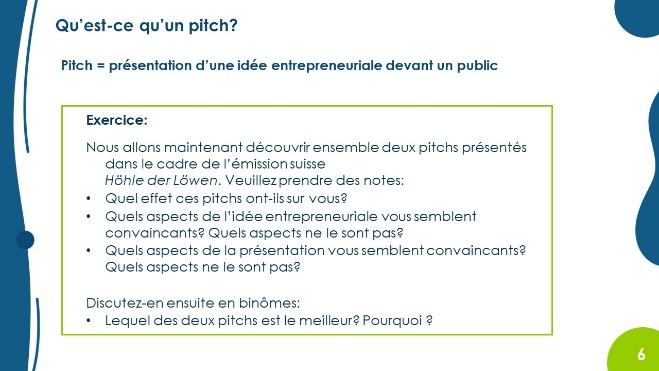 Qu’est-ce qu’un pitch?
Pitch = présentation d’une idée entrepreneuriale devant un public
Exercice:
Nous allons maintenant découvrir ensemble deux pitchs présentés
dans le cadre de l’émission suisse
Höhle der Löwen. Veuillez prendre des notes:
• Quel effet ces pitchs ont-ils sur vous?
• Quels aspects de l’idée entrepreneuriale vous semblent
convaincants? Quels aspects ne le sont pas?
• Quels aspects de la présentation vous semblent convaincants?
Quels aspects ne le sont pas?
Discutez-en ensuite en binômes:
• Lequel des deux pitchs est le meilleur? Pourquoi ?
6